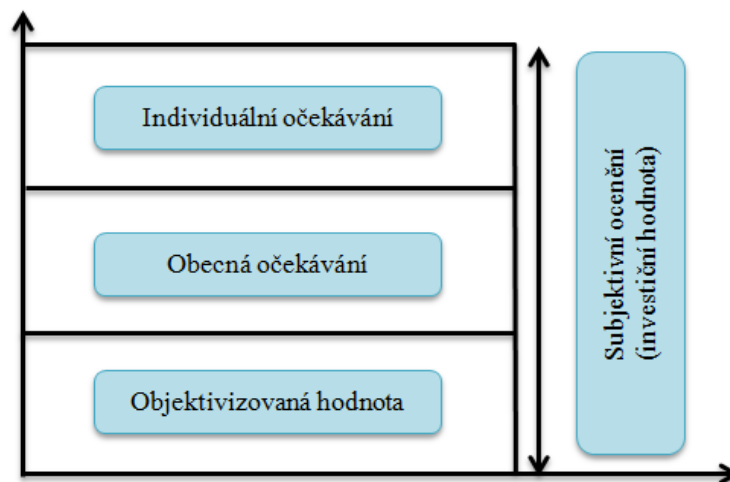 Individuální očekávání
Obecná očekávání
Objektivizovaná hodnota
Subjektivní ocenění
(investiční hodnota)